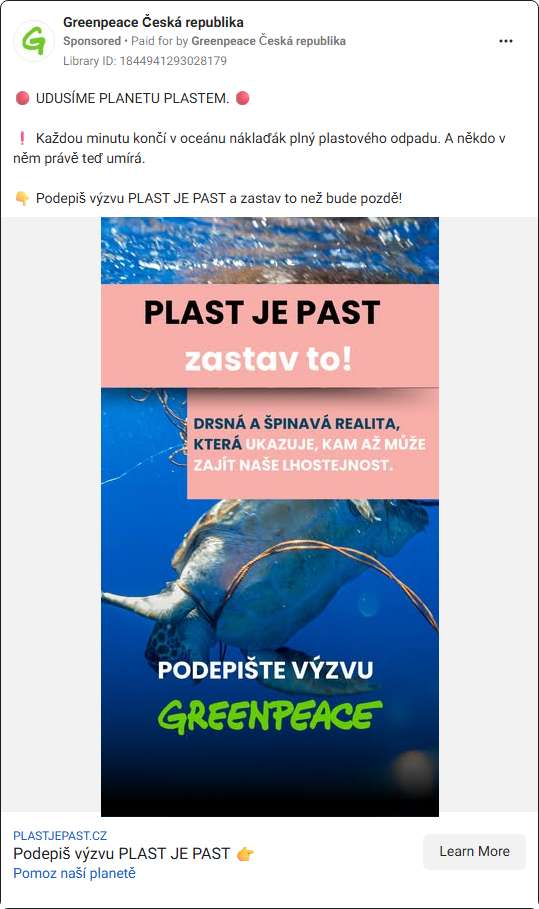 Greenpeace Česká republika
Sponsored • Paid for by Greenpeace Česká republika
Library ID: 1844941293028179
🔴 UDUSÍME PLANETU PLASTEM. 🔴
❗ Každou minutu končí v oceánu náklaďák plný plastového odpadu. A někdo v
něm právě teď umírá.
👇 Podepiš výzvu PLAST JE PAST a zastav to než bude pozdě!
PLAST JE PAST
zastav to!
DRSNÁ A ŠPINAVÁ REALITA,
KTERÁ UKAZUJE, KAM AŽ MŮŽE
ZAJÍT NAŠE LHOSTEJNOST.
PODEPIŠTE VÝZVU
GREENPEACE
PLASTJEPAST.CZ
Podepiš výzvu PLAST JE PAST 👉
Pomoz naší planetě
Learn More